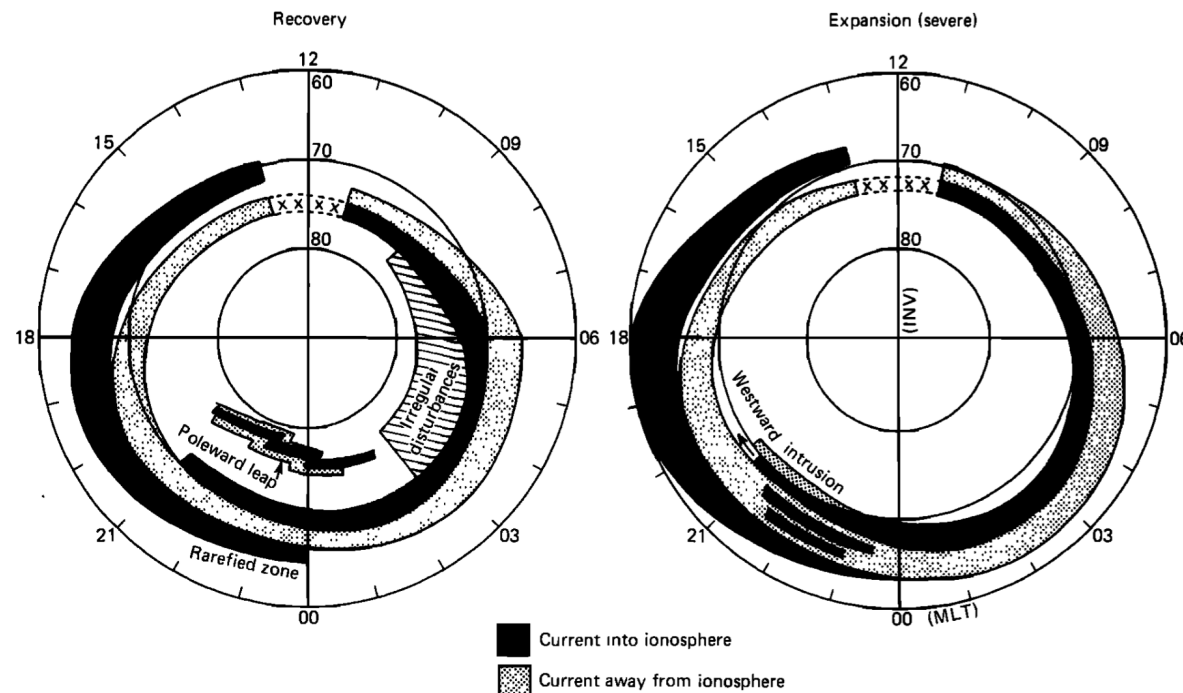 Recovery
12
60
15
09
70
x x x x
80
18
06
Irregular
disturbances
Poleward leap
21
03
Rarefied zone
00
Expansion (severe)
12
60
15
09
70
x x x x
80
(INV)
18
06
Westward intrusion
21
03
00
(MLT)
Current into ionosphere
Current away from ionosphere